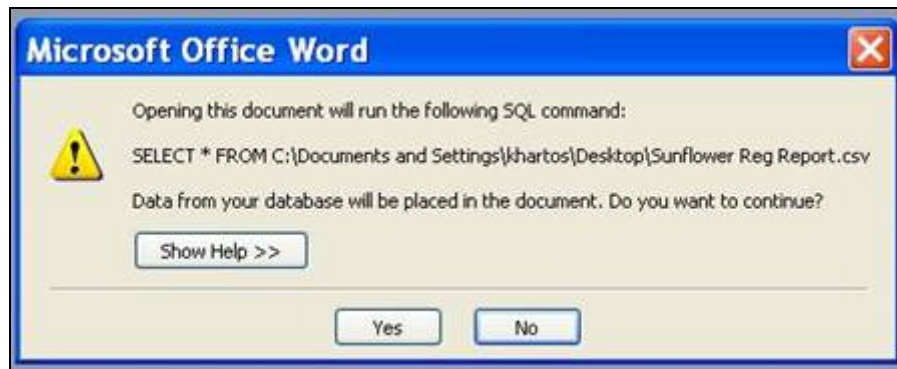 Microsoft Office Word
Opening this document will run the following SQL command:
SELECT * FROM C:\Documents and Settings\khartos\Desktop\Sunflower Reg Report.csv
Data from your database will be placed in the document. Do you want to continue?
Show Help >>
Yes No